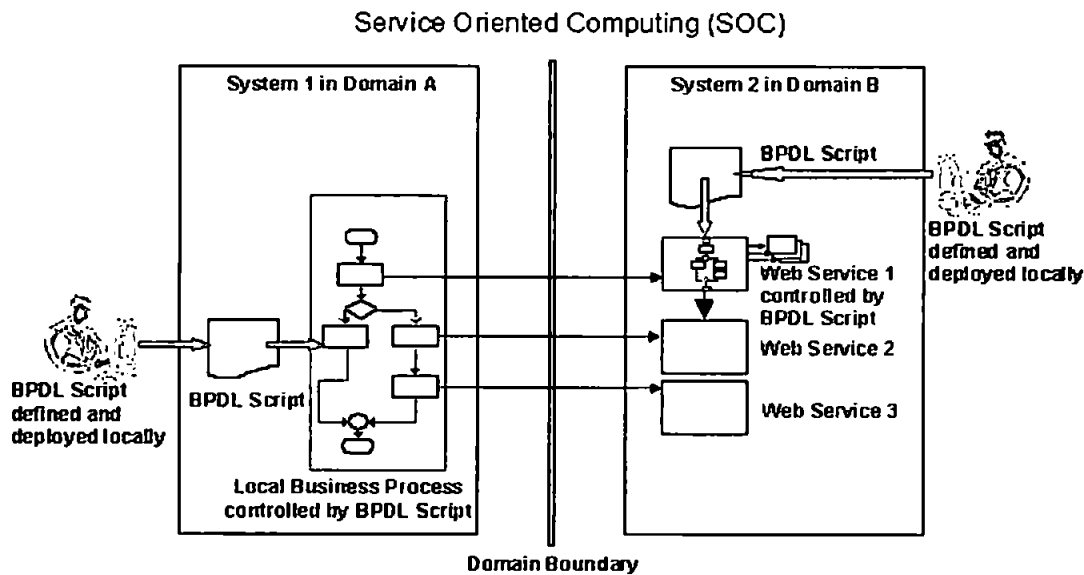 Service Oriented Computing (SOC)
System 1 in Domain A
System 2 in Domain B
BPDL Script
BPDL Script
defined and
deployed locally
Web Service 1
controlled by
BPDL Script
Web Service 2
Web Service 3
BPDL Script
defined and
deployed locally
BPDL Script
Local Business Process
controlled by BPDL Script
Domain Boundary